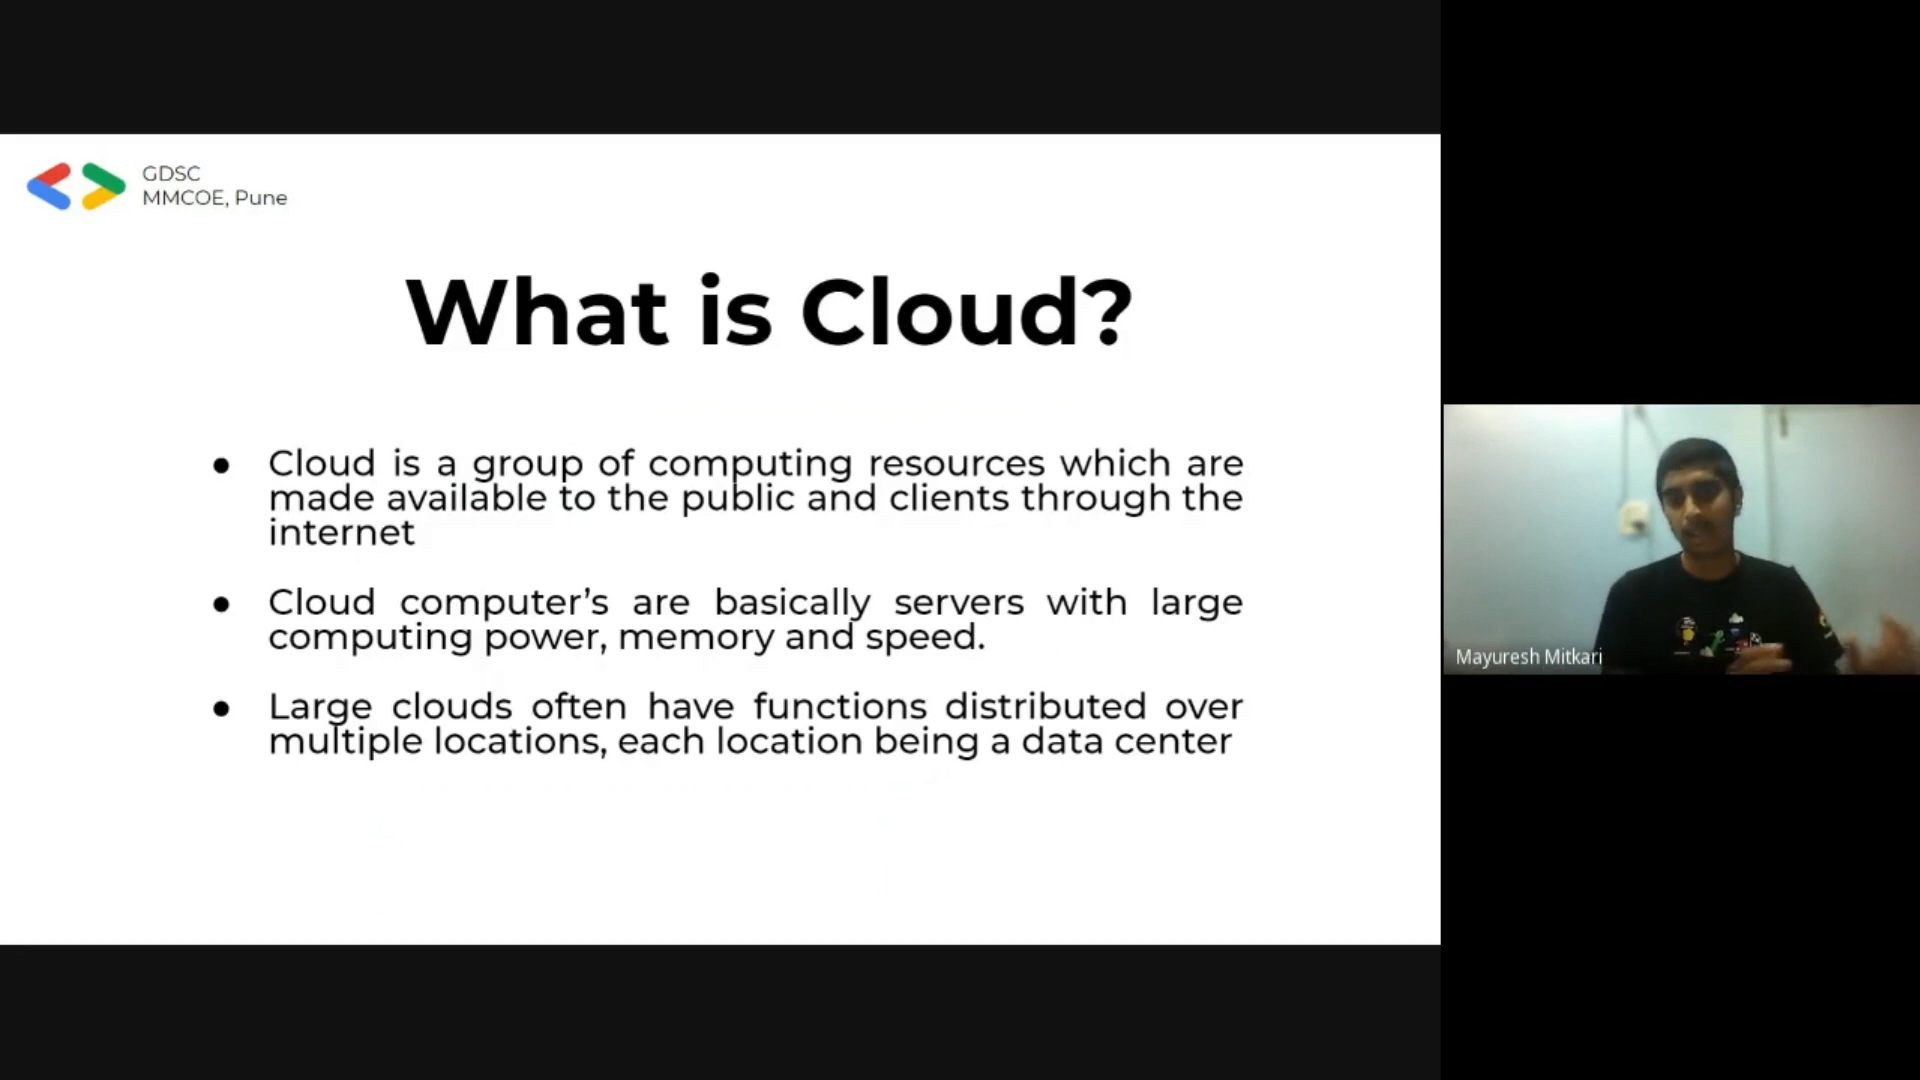 GDSC
MMCOE, Pune
What is Cloud?
● Cloud is a group of computing resources which are
made available to the public and clients through the
internet
● Cloud computer’s are basically servers with large
computing power, memory and speed.
● Large clouds often have functions distributed over
multiple locations, each location being a data center
Mayuresh Mitkari